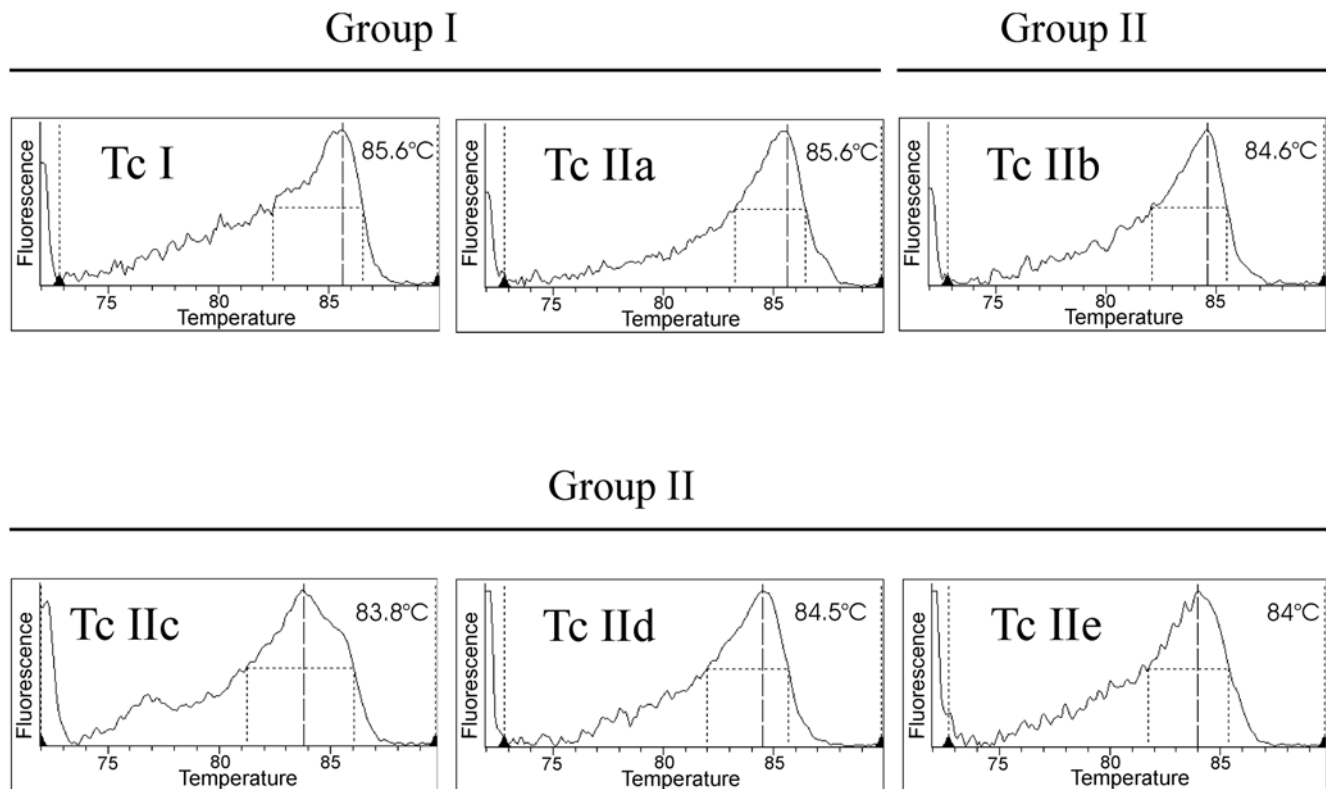 Group I
Group II
Fluorescence
Tc I
85.6°C
75 80 85
Temperature
Fluorescence
Tc IIa
85.6°C
75 80 85
Temperature
Fluorescence
Tc IIb
84.6°C
75 80 85
Temperature
Group II
Fluorescence
Tc IIc
83.8°C
75 80 85
Temperature
Fluorescence
Tc IId
84.5°C
75 80 85
Temperature
Fluorescence
Tc IIe
84°C
75 80 85
Temperature